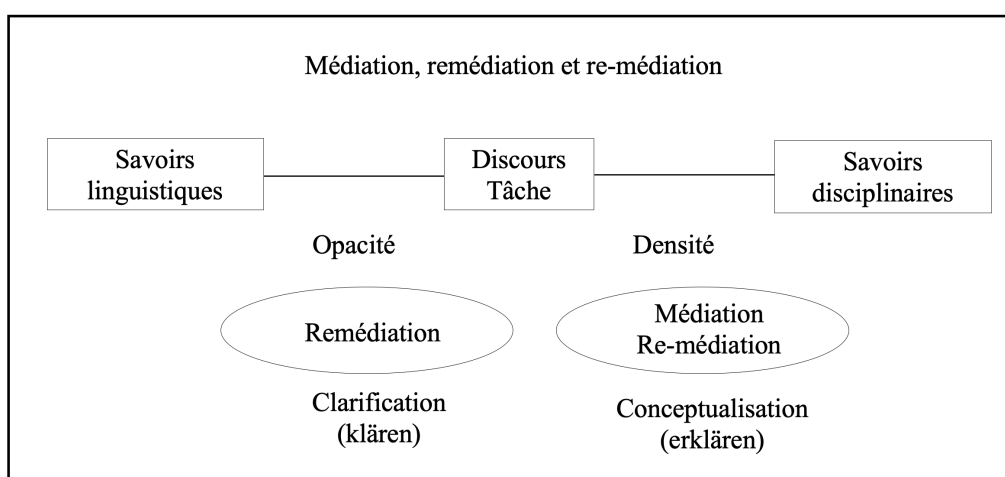 Médiation, remédiation et re-médiation
Savoirs
linguistiques
Discours
Tâche
Savoirs
disciplinaires
Opacité
Densité
Remédiation
Médiation
Re-médiation
Clarification
(klären)
Conceptualisation
(erklären)